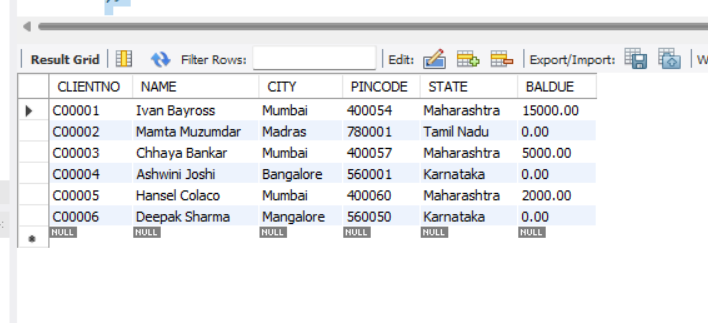 Result Grid Filter Rows: Edit: Export/Import: W
CLIENTNO NAME CITY PINCODE STATE BALDUE
C00001 Ivan Bayross Mumbai 400054 Maharashtra 15000.00
C00002 Mamta Muzumdar Madras 780001 Tamil Nadu 0.00
C00003 Chhaya Bankar Mumbai 400057 Maharashtra 5000.00
C00004 Ashwini Joshi Bangalore 560001 Karnataka 0.00
C00005 Hansel Colaco Mumbai 400060 Maharashtra 2000.00
C00006 Deepak Sharma Mangalore 560050 Karnataka 0.00
NULL NULL NULL NULL NULL NULL